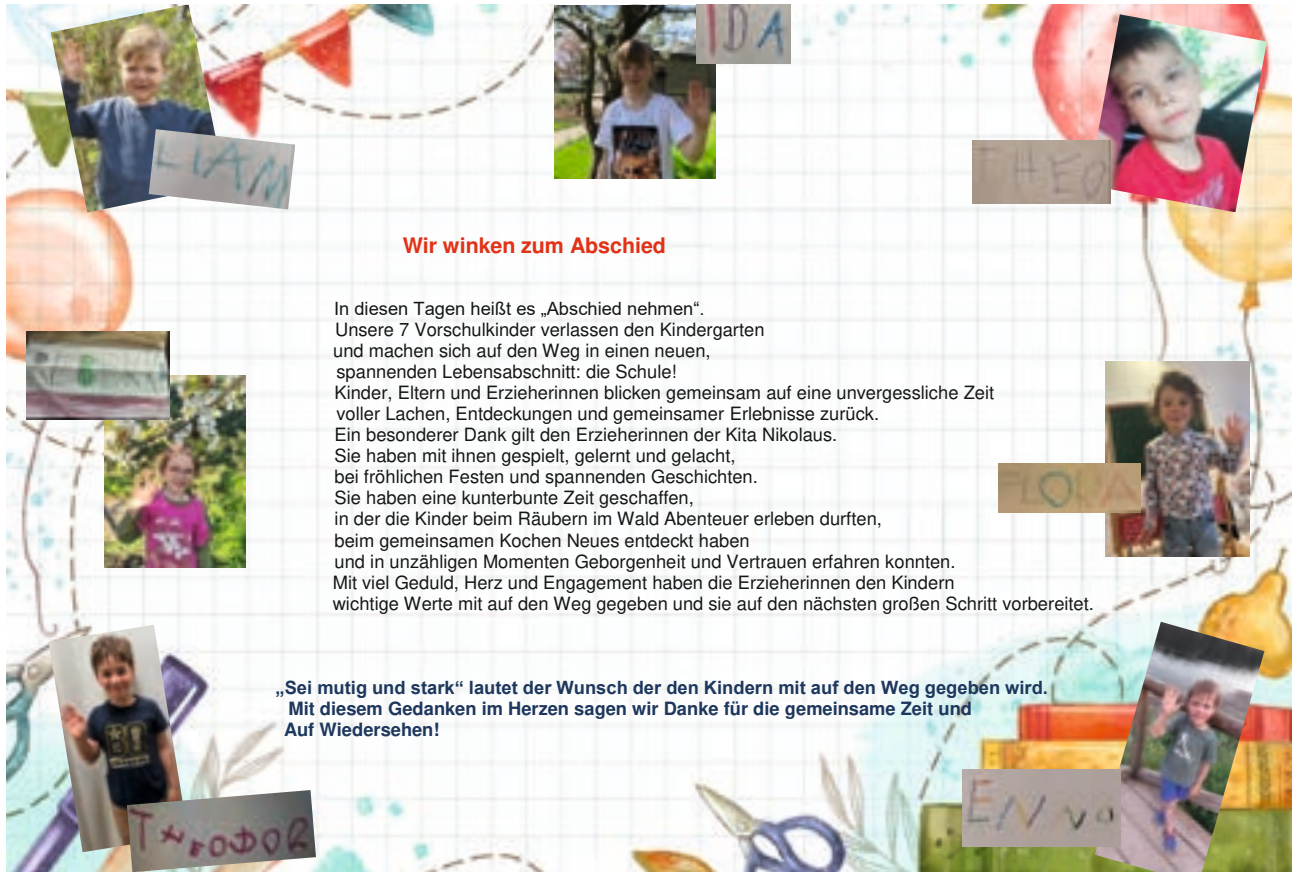 LIAM
IDA
THEO
Wir winken zum Abschied
In diesen Tagen heißt es „Abschied nehmen“.
Unsere 7 Vorschulkinder verlassen den Kindergarten
und machen sich auf den Weg in einen neuen,
spannenden Lebensabschnitt: die Schule!
Kinder, Eltern und Erzieherinnen blicken gemeinsam auf eine unvergessliche Zeit
voller Lachen, Entdeckungen und gemeinsamer Erlebnisse zurück.
Ein besonderer Dank gilt den Erzieherinnen der Kita Nikolaus.
Sie haben mit ihnen gespielt, gelernt und gelacht,
bei fröhlichen Festen und spannenden Geschichten.
Sie haben eine kunterbunte Zeit geschaffen,
in der die Kinder beim Räubern im Wald Abenteuer erleben durften,
beim gemeinsamen Kochen Neues entdeckt haben
und in unzähligen Momenten Geborgenheit und Vertrauen erfahren konnten.
Mit viel Geduld, Herz und Engagement haben die Erzieherinnen den Kindern
wichtige Werte mit auf den Weg gegeben und sie auf den nächsten großen Schritt vorbereitet.
FLORA
„Sei mutig und stark“ lautet der Wunsch der den Kindern mit auf den Weg gegeben wird.
Mit diesem Gedanken im Herzen sagen wir Danke für die gemeinsame Zeit und
Auf Wiedersehen!
THEODOR
ENNO